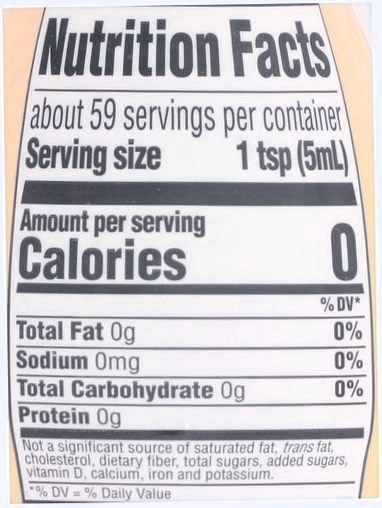 Nutrition Facts
about 59 servings per container
Serving size 1 tsp (5mL)
Amount per serving
Calories 0
% DV*
Total Fat 0g 0%
Sodium 0mg 0%
Total Carbohydrate 0g 0%
Protein 0g
Not a significant source of saturated fat, trans fat,
cholesterol, dietary fiber, total sugars, added sugars,
vitamin D, calcium, iron and potassium.
*% DV = % Daily Value